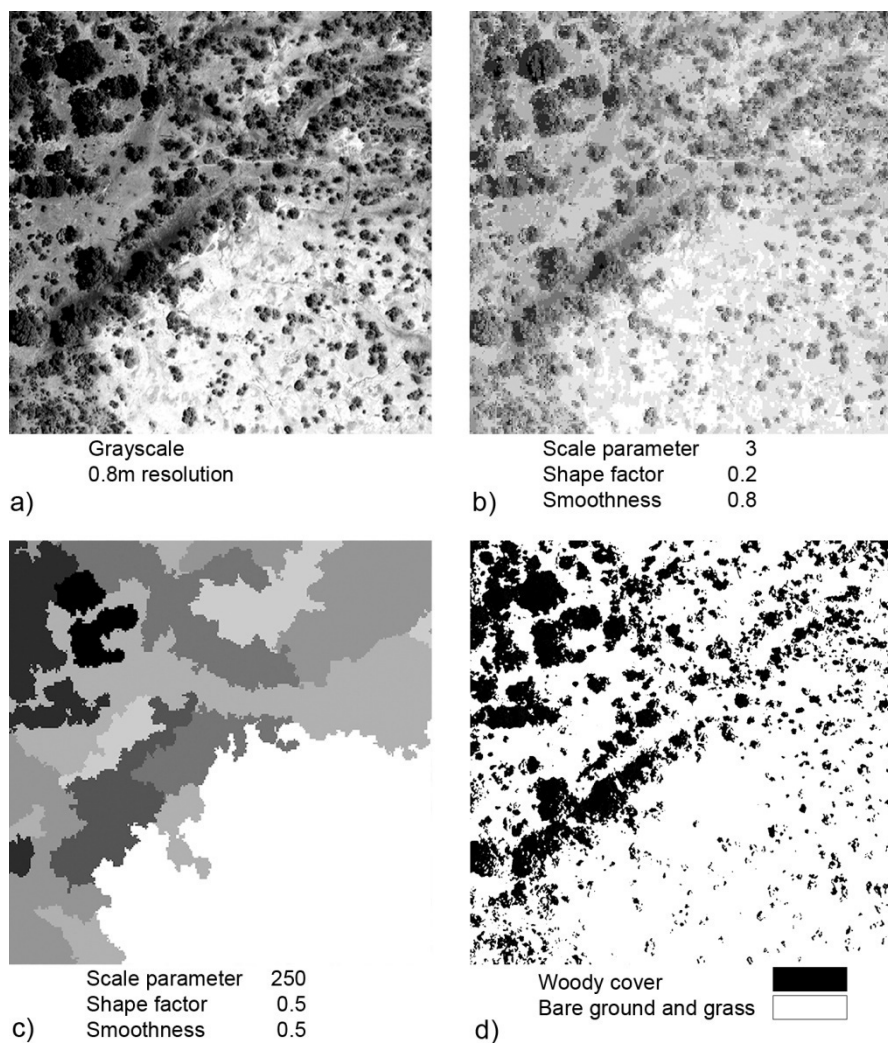 Grayscale
0.8m resolution
a)
Scale parameter 3
Shape factor 0.2
b) Smoothness 0.8
Scale parameter 250
Shape factor 0.5
c) Smoothness 0.5
Woody cover
Bare ground and grass
d)